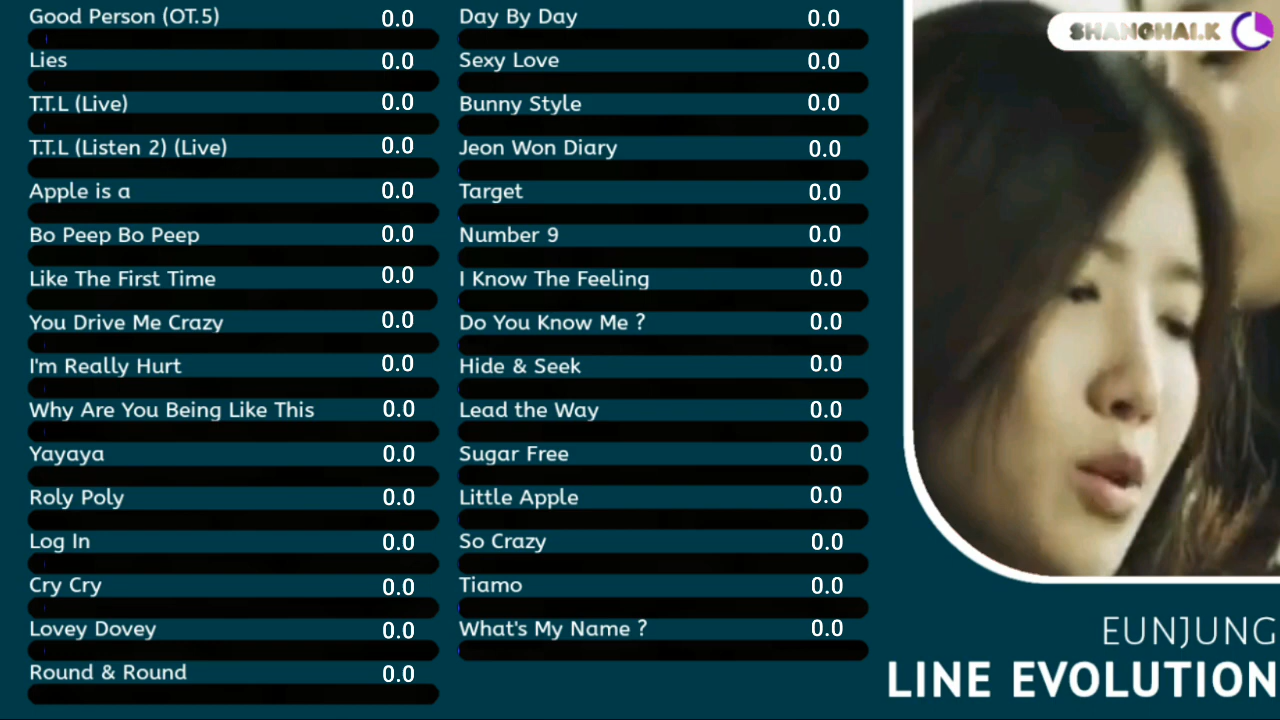 Good Person (OT.5) 0.0
Lies 0.0
T.T.L (Live) 0.0
T.T.L (Listen 2) (Live) 0.0
Apple is a 0.0
Bo Peep Bo Peep 0.0
Like The First Time 0.0
You Drive Me Crazy 0.0
I'm Really Hurt 0.0
Why Are You Being Like This 0.0
Yayaya 0.0
Roly Poly 0.0
Log In 0.0
Cry Cry 0.0
Lovey Dovey 0.0
Round & Round 0.0
Day By Day 0.0
Sexy Love 0.0
Bunny Style 0.0
Jeon Won Diary 0.0
Target 0.0
Number 9 0.0
I Know The Feeling 0.0
Do You Know Me ? 0.0
Hide & Seek 0.0
Lead the Way 0.0
Sugar Free 0.0
Little Apple 0.0
So Crazy 0.0
Tiamo 0.0
What's My Name ? 0.0
SHANGHAI.K
EUNJUNG
LINE EVOLUTION